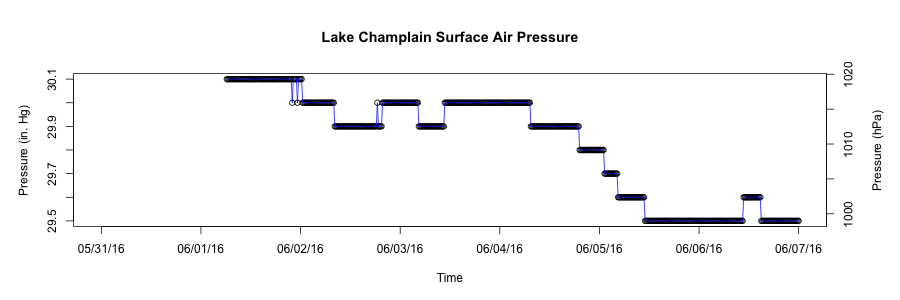 Lake Champlain Surface Air Pressure
Pressure (in. Hg)
30.1
29.9
29.7
29.5
1020
1010
1000
Pressure (hPa)
05/31/16 06/01/16 06/02/16 06/03/16 06/04/16 06/05/16 06/06/16 06/07/16
Time